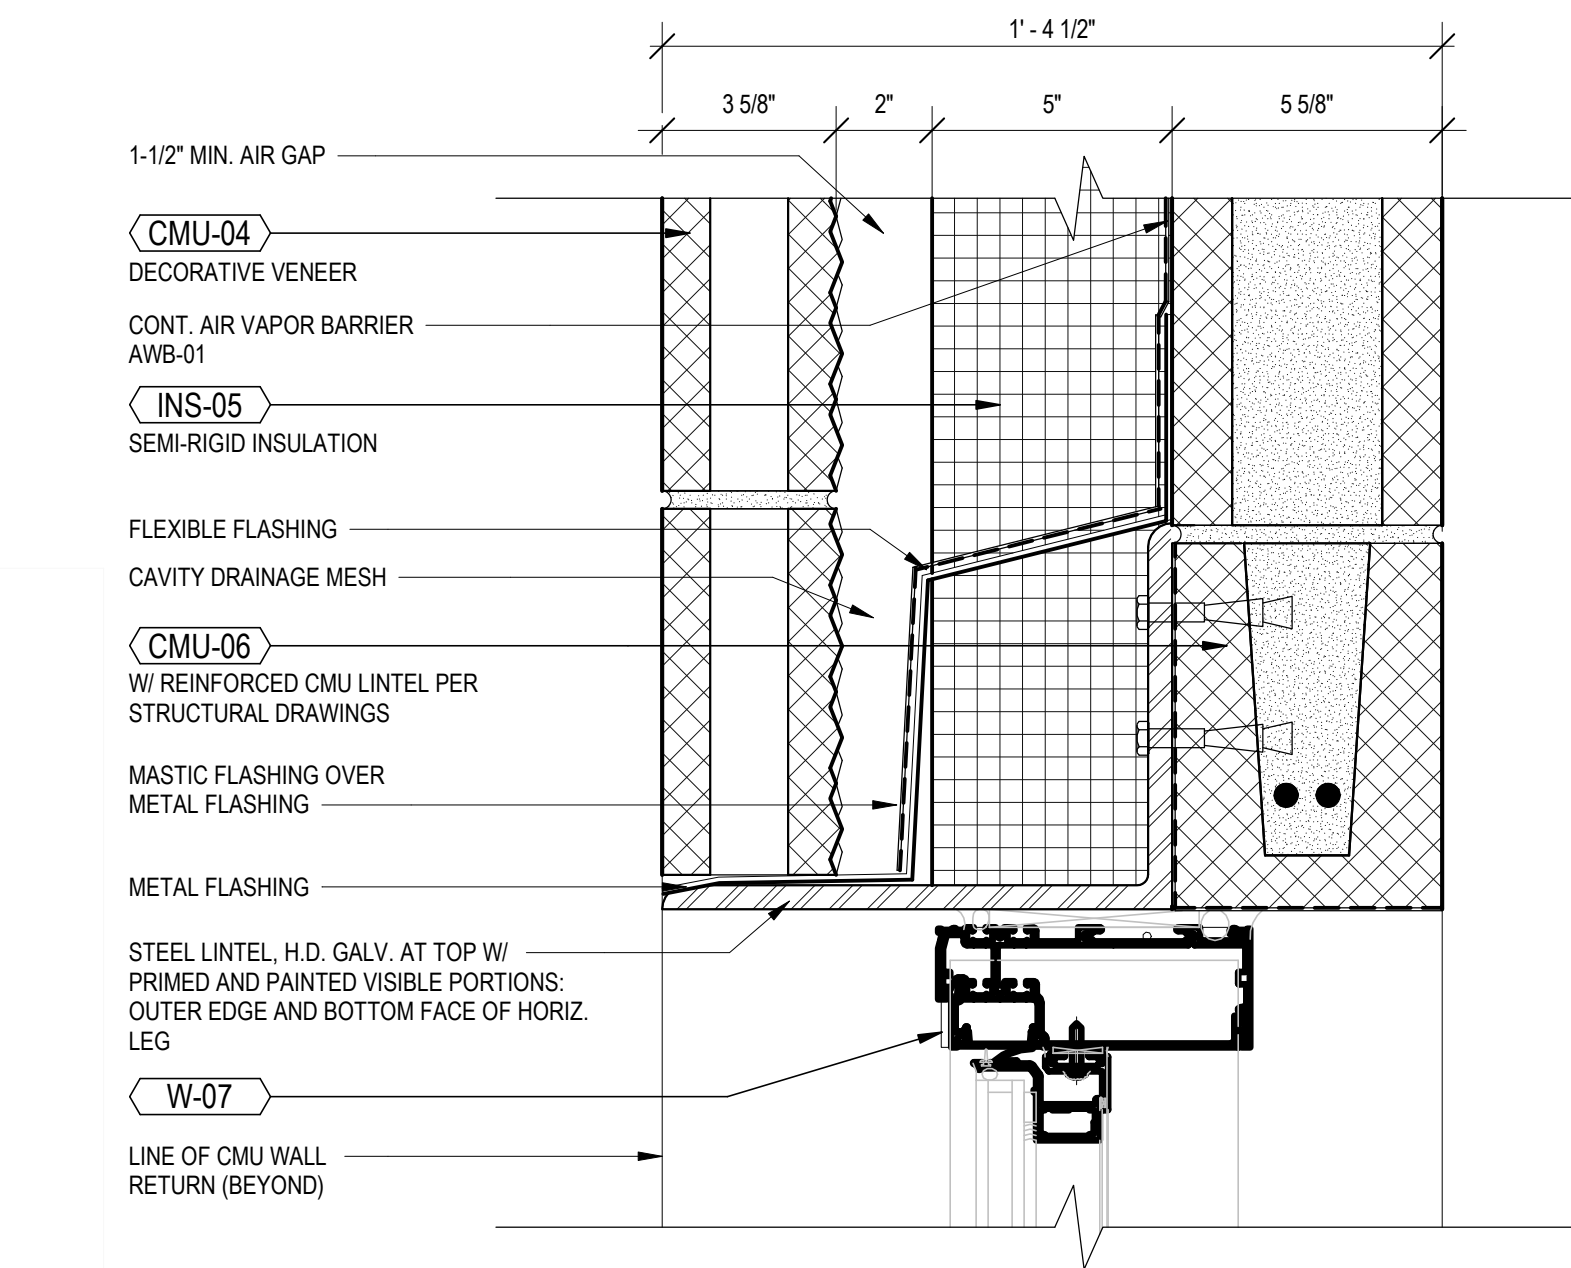 1' - 4 1/2"
3 5/8" 2" 5" 5 5/8"
1-1/2" MIN. AIR GAP
CMU-04
DECORATIVE VENEER
CONT. AIR VAPOR BARRIER
AWB-01
INS-05
SEMI-RIGID INSULATION
FLEXIBLE FLASHING
CAVITY DRAINAGE MESH
CMU-06
W/ REINFORCED CMU LINTEL PER
STRUCTURAL DRAWINGS
MASTIC FLASHING OVER
METAL FLASHING
METAL FLASHING
STEEL LINTEL, H.D. GALV. AT TOP W/
PRIMED AND PAINTED VISIBLE PORTIONS:
OUTER EDGE AND BOTTOM FACE OF HORIZ.
LEG
W-07
LINE OF CMU WALL
RETURN (BEYOND)